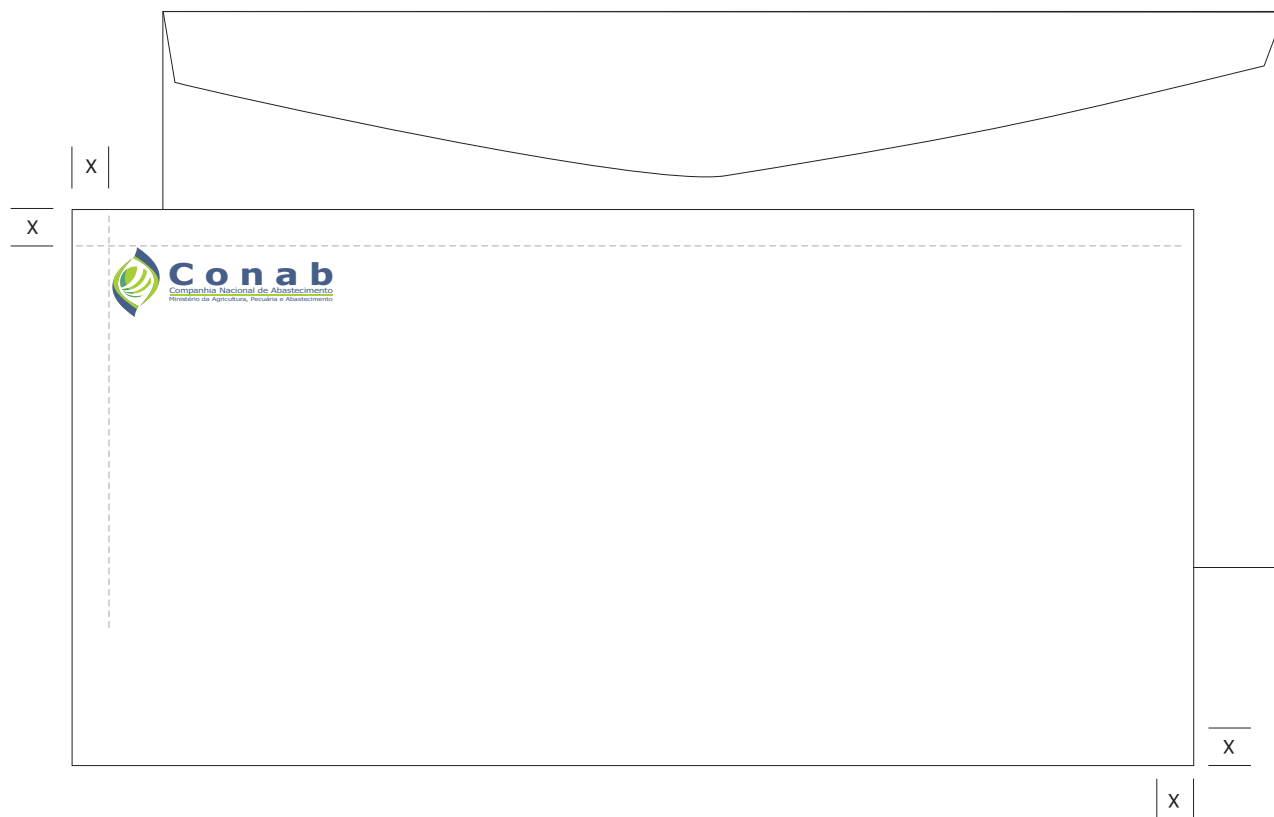 X
X
Conab
Companhia Nacional de Abastecimento
Ministério da Agricultura, Pecuária e Abastecimento
X
X